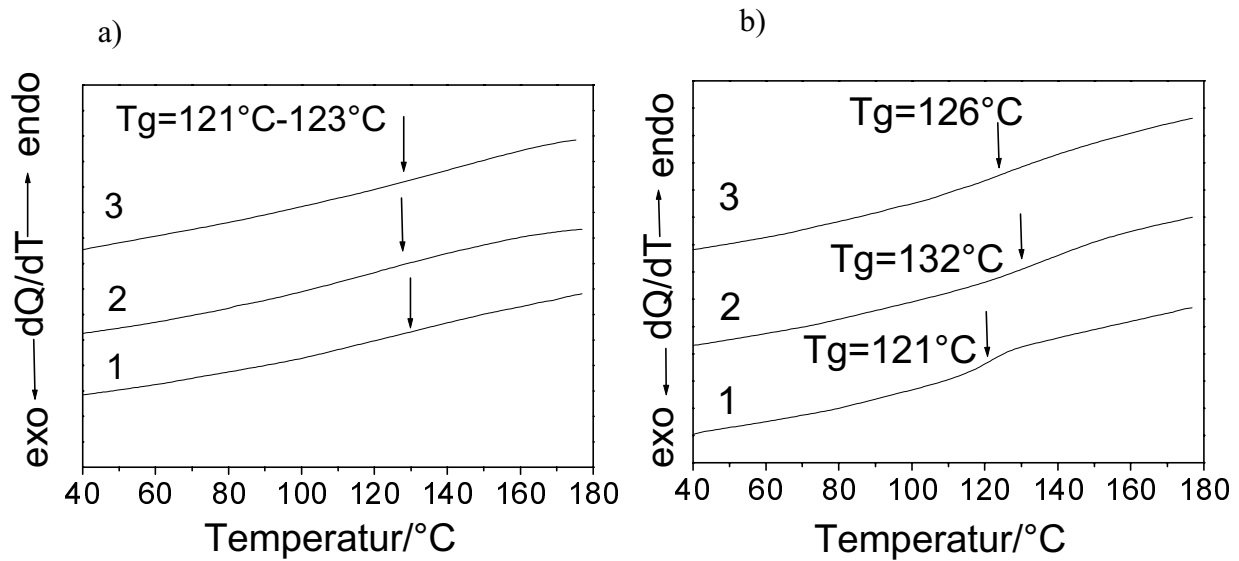 a)
exo dQ/dT endo
Tg=121°C-123°C
3
2
1
40 60 80 100 120 140 160 180
Temperatur/°C
b)
exo dQ/dT endo
Tg=126°C
3
Tg=132°C
2
Tg=121°C
1
40 60 80 100 120 140 160 180
Temperatur/°C